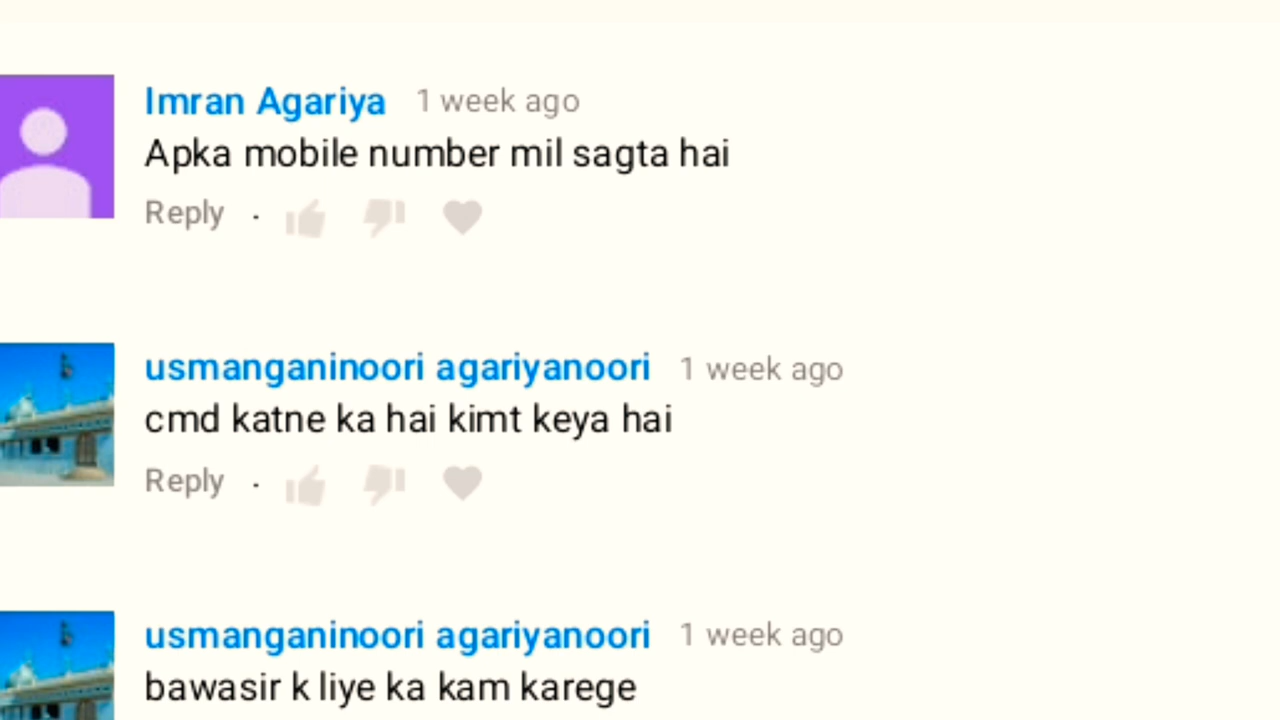 Imran Agariya 1 week ago
Apka mobile number mil sagta hai
Reply .
usmanganinoori agariyanoori 1 week ago
cmd katne ka hai kimt keya hai
Reply .
usmanganinoori agariyanoori 1 week ago
bawasir k liye ka kam karege